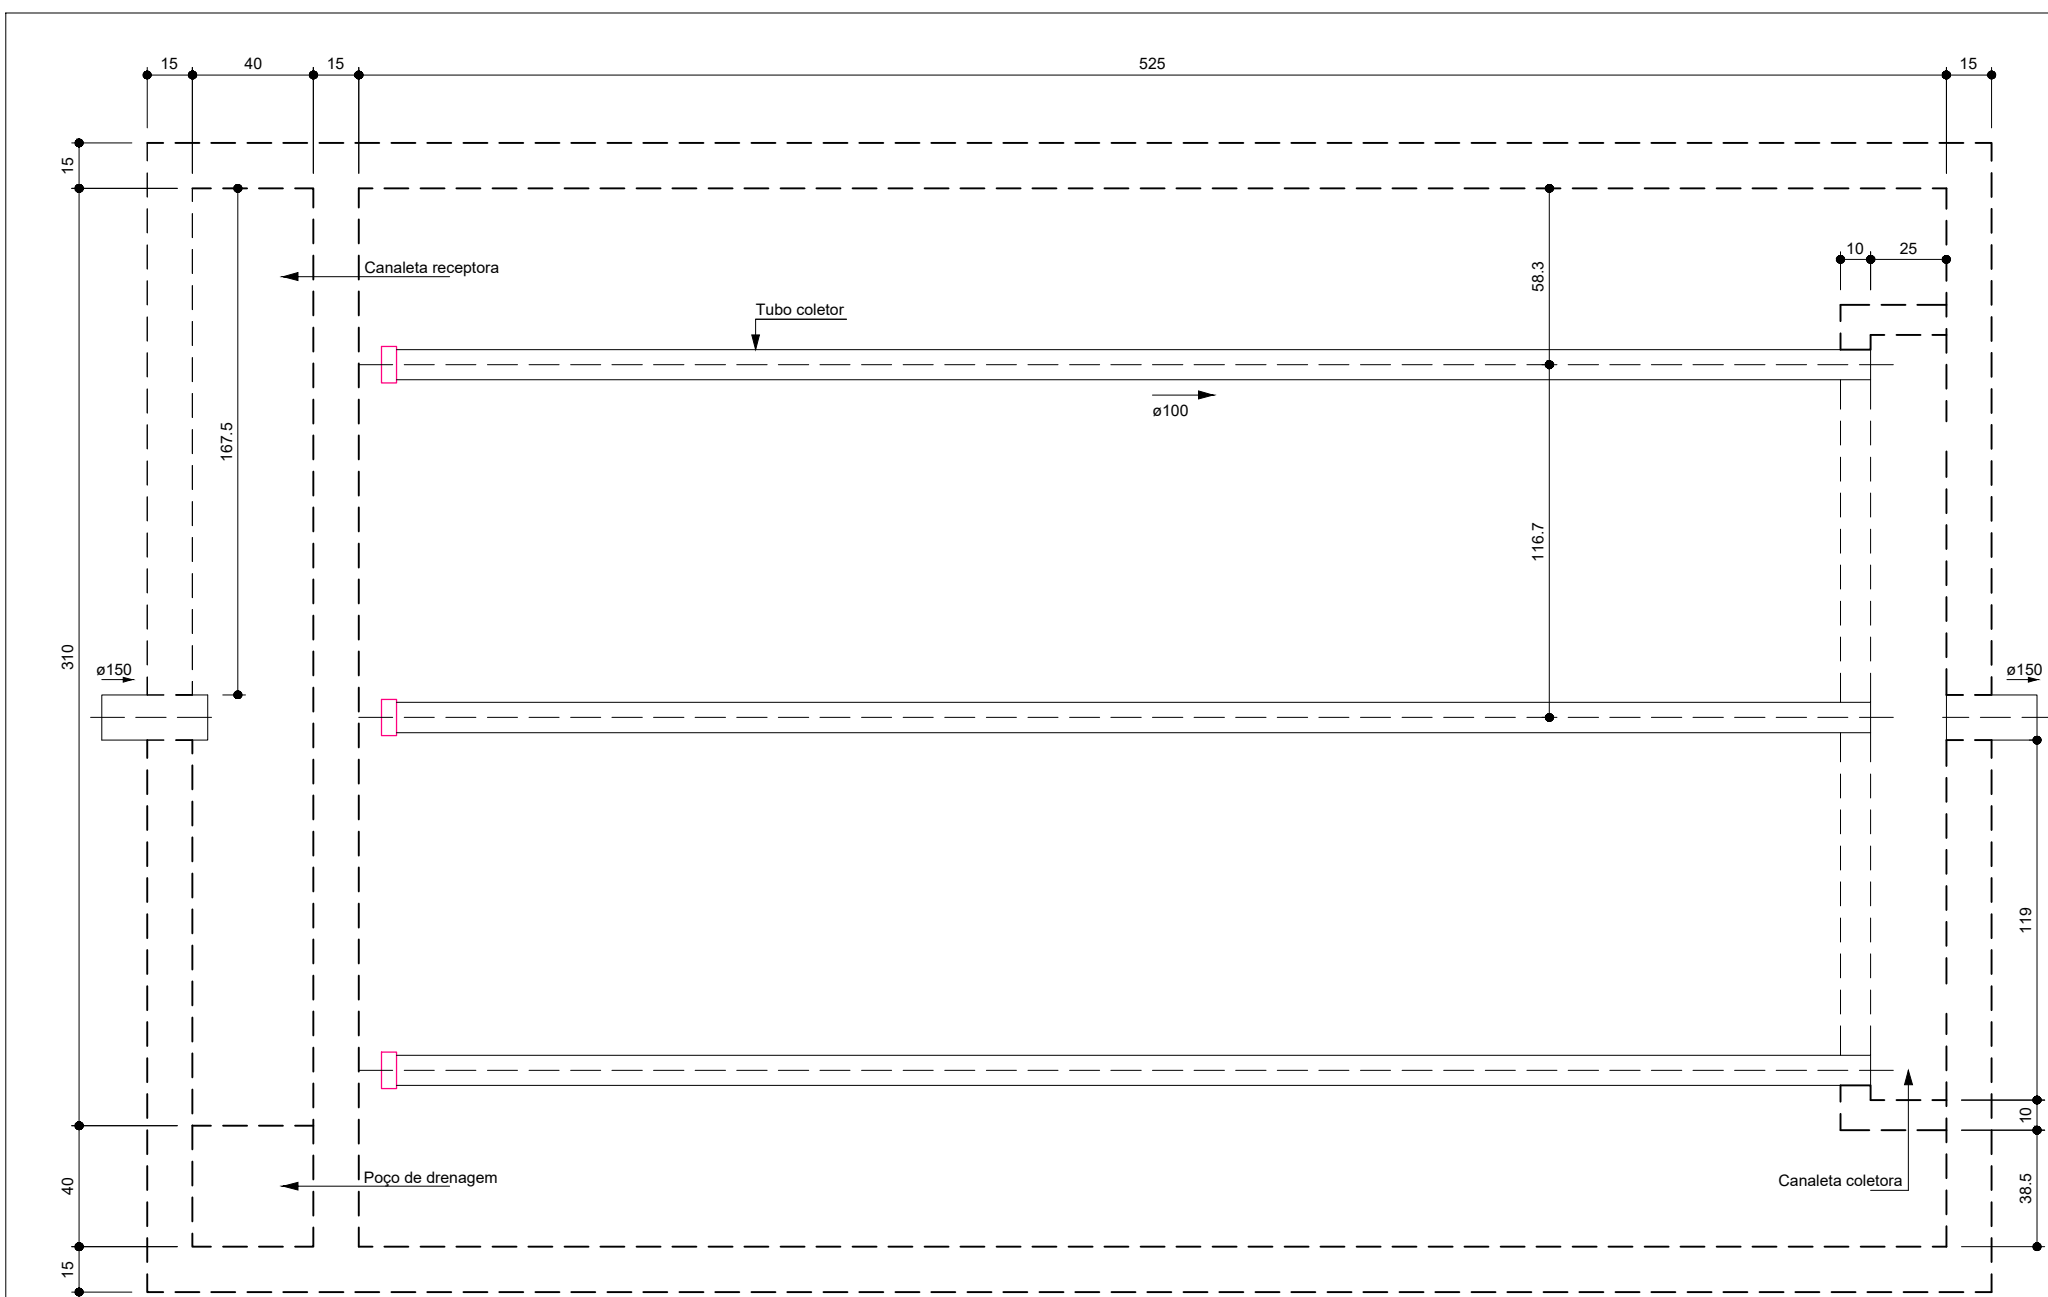 15
40
15
525
15
15
10
25
Canaleta receptora
58.3
Tubo coletor
ø100
167.5
116.7
310
ø150
ø150
119
10
Poço de drenagem
Canaleta coletora
40
38.5
15